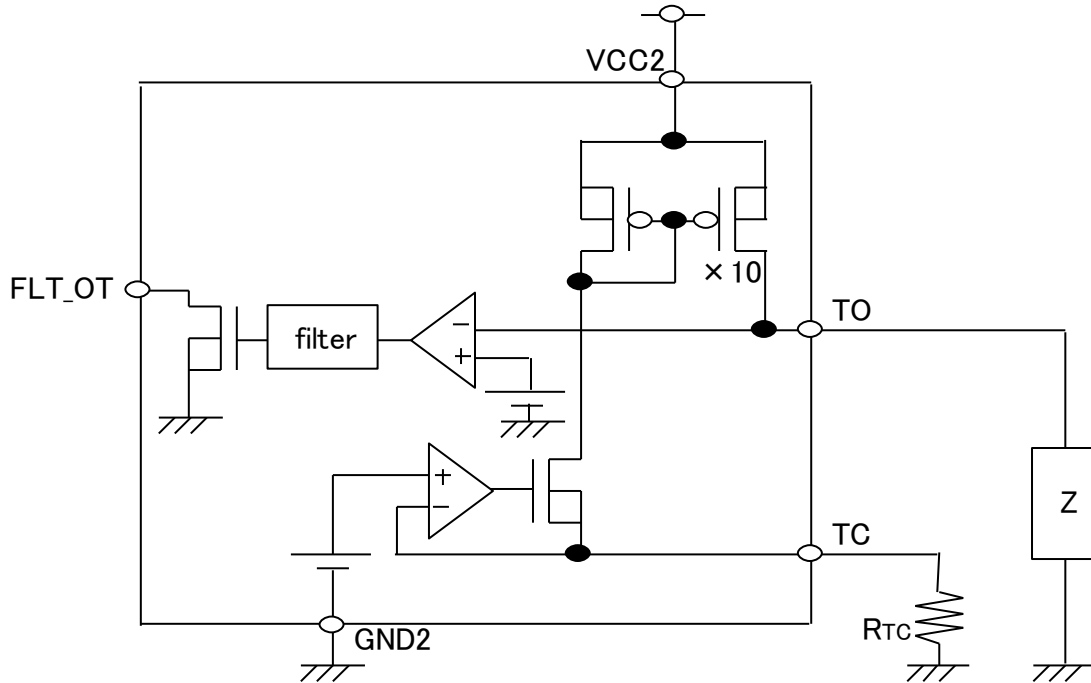 VCC2
× 10
FLT_OT
TO
filter
−
+
+
−
Z
TC
RTC
GND2